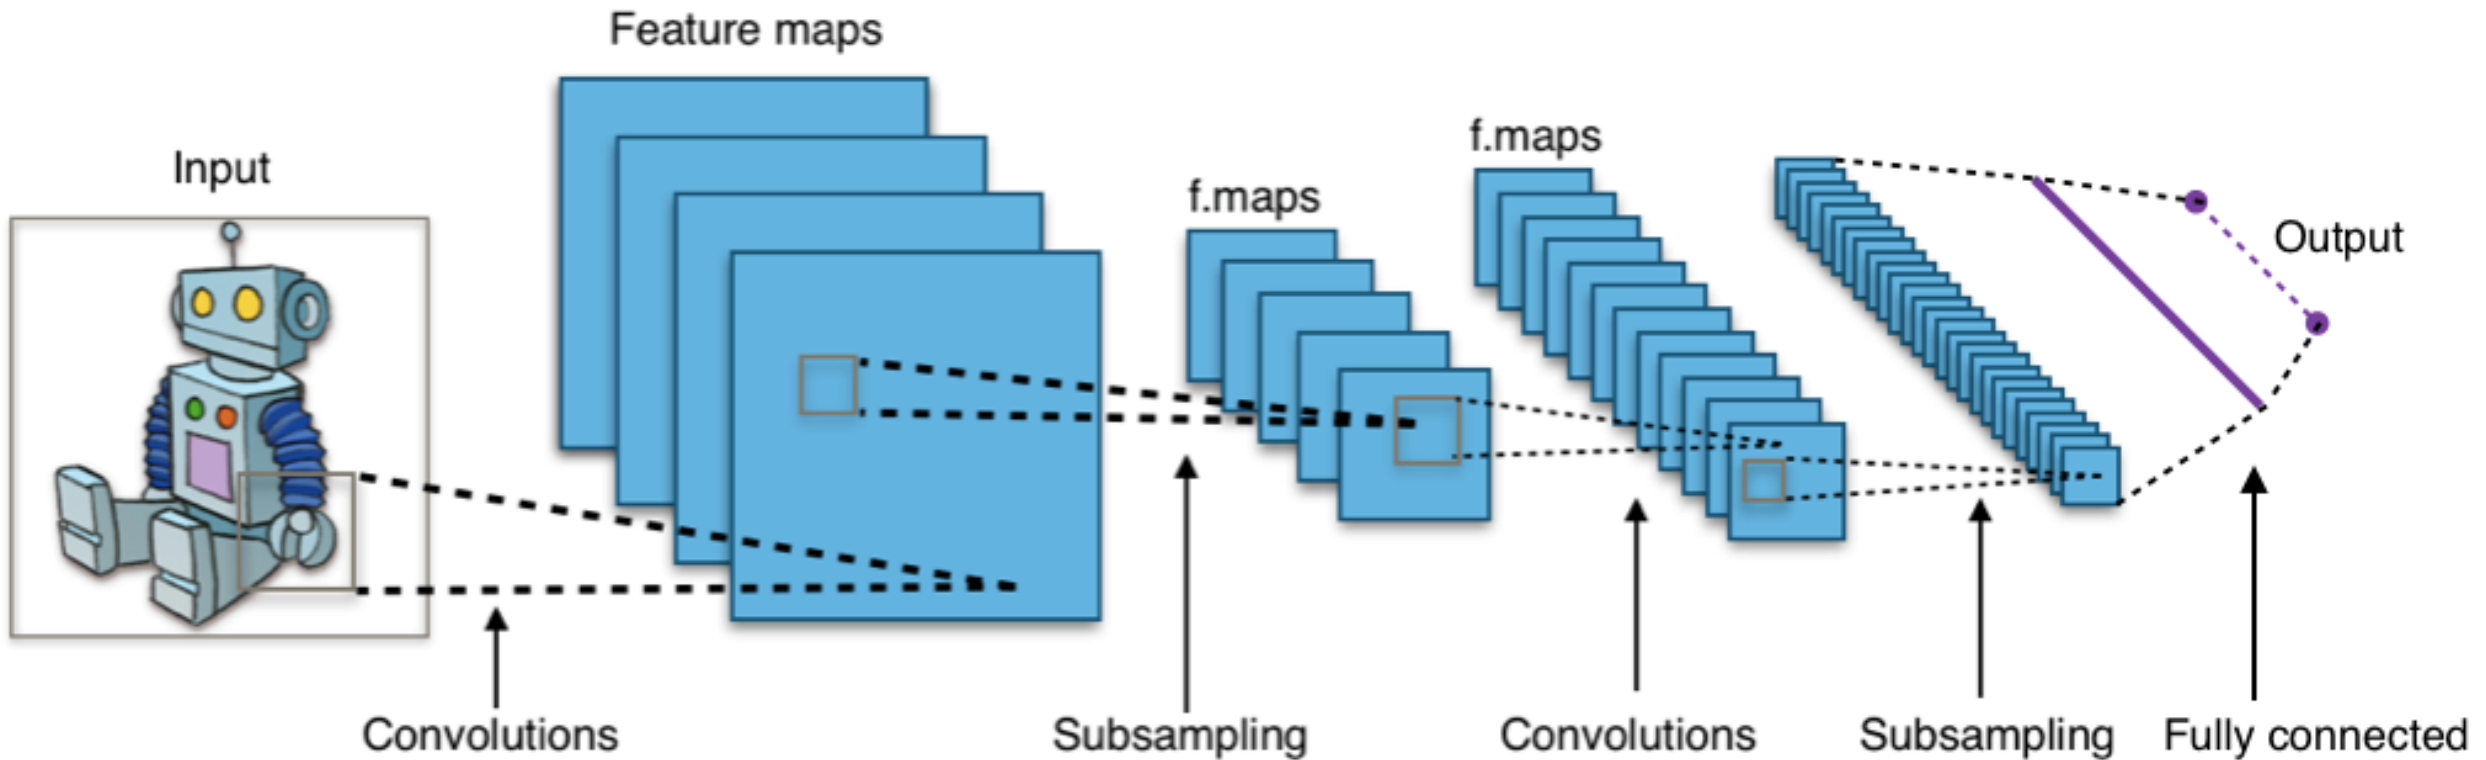 Feature maps
f.maps
Input
f.maps
Output
Convolutions
Subsampling
Convolutions
Subsampling
Fully connected